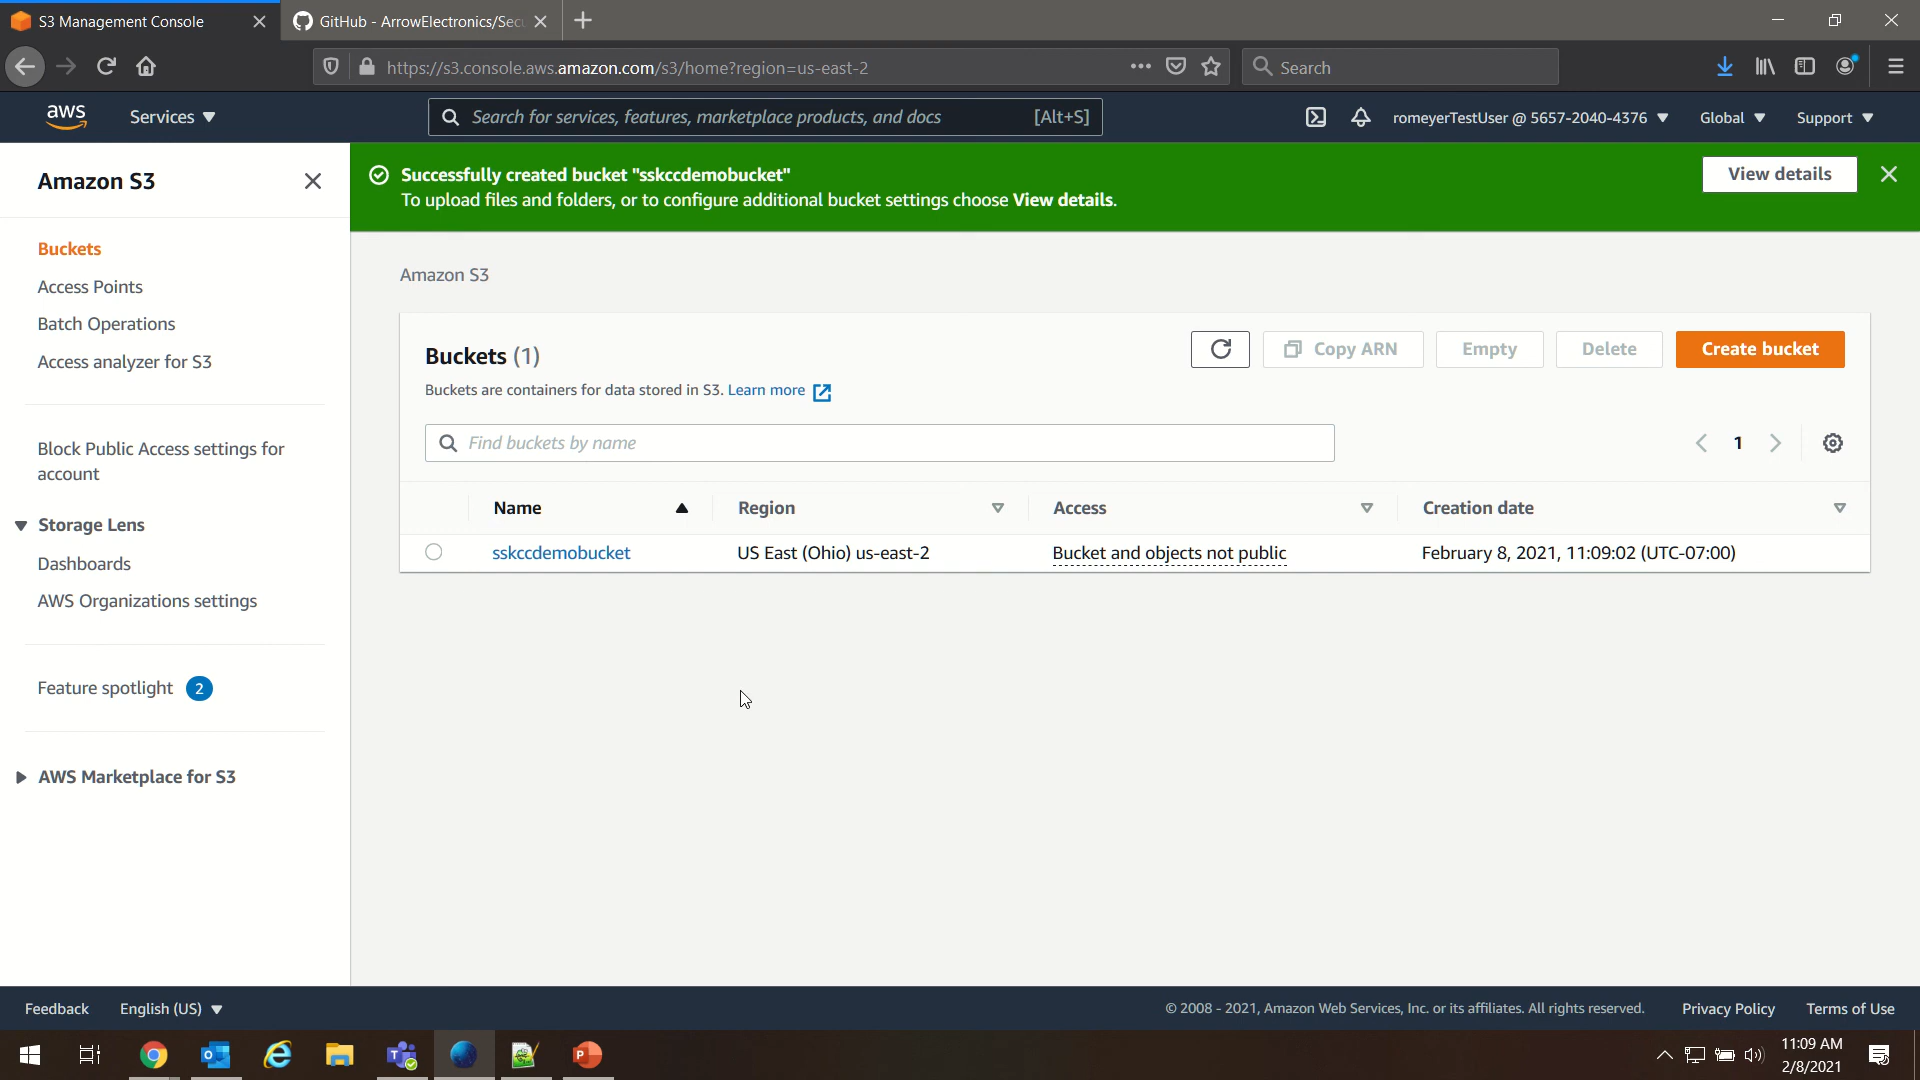 S3 Management Console
GitHub - ArrowElectronics/Secu
https://s3.console.aws.amazon.com/s3/home?region=us-east-2
Search
aws
Services
Search for services, features, marketplace products, and docs
[Alt+S]
romeyerTestUser @ 5657-2040-4376
Global
Support
Amazon S3
Buckets
Access Points
Batch Operations
Access analyzer for S3
Block Public Access settings for
account
Storage Lens
Dashboards
AWS Organizations settings
Feature spotlight 2
AWS Marketplace for S3
Successfully created bucket "sskccdemobucket"
To upload files and folders, or to configure additional bucket settings choose View details.
View details
Amazon S3
Buckets (1)
Buckets are containers for data stored in S3. Learn more
Copy ARN
Empty
Delete
Create bucket
Find buckets by name
1
Name
Region
Access
Creation date
sskccdemobucket
US East (Ohio) us-east-2
Bucket and objects not public
February 8, 2021, 11:09:02 (UTC-07:00)
Feedback
English (US)
© 2008 - 2021, Amazon Web Services, Inc. or its affiliates. All rights reserved.
Privacy Policy
Terms of Use
11:09 AM
2/8/2021